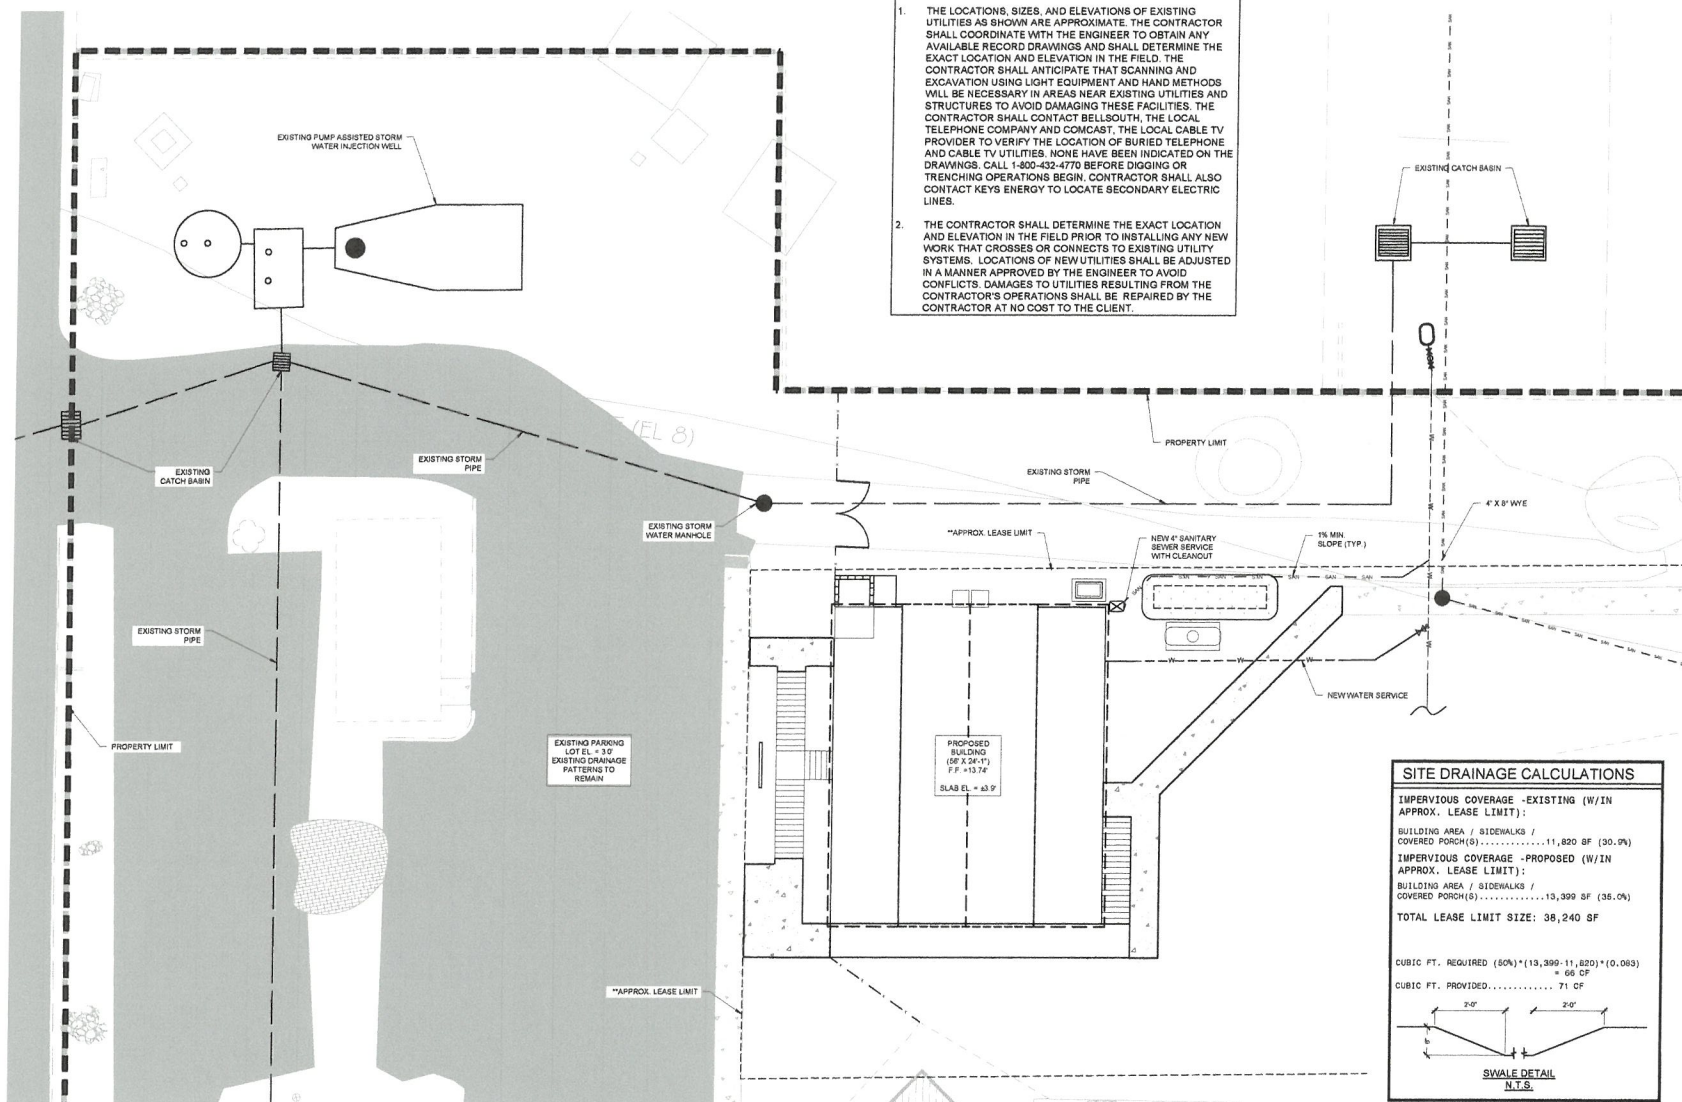 1. THE LOCATIONS, SIZES, AND ELEVATIONS OF EXISTING
UTILITIES AS SHOWN ARE APPROXIMATE. THE CONTRACTOR
SHALL COORDINATE WITH THE ENGINEER TO OBTAIN ANY
AVAILABLE RECORD DRAWINGS AND SHALL DETERMINE THE
EXACT LOCATION AND ELEVATION IN THE FIELD. THE
CONTRACTOR SHALL ANTICIPATE THAT SCANNING AND
EXCAVATION USING LIGHT EQUIPMENT AND HAND METHODS
WILL BE NECESSARY IN AREAS NEAR EXISTING UTILITIES AND
STRUCTURES TO AVOID DAMAGING THESE FACILITIES. THE
CONTRACTOR SHALL CONTACT BELLSOUTH, THE LOCAL
TELEPHONE COMPANY AND COMCAST, THE LOCAL CABLE TV
PROVIDER TO VERIFY THE LOCATION OF BURIED TELEPHONE
AND CABLE TV UTILITIES. NONE HAVE BEEN INDICATED ON THE
DRAWINGS. CALL 1-800-432-4770 BEFORE DIGGING OR
TRENCHING OPERATIONS BEGIN. CONTRACTOR SHALL ALSO
CONTACT KEYS ENERGY TO LOCATE SECONDARY ELECTRIC
LINES.
2. THE CONTRACTOR SHALL DETERMINE THE EXACT LOCATION
AND ELEVATION IN THE FIELD PRIOR TO INSTALLING ANY NEW
WORK THAT CROSSES OR CONNECTS TO EXISTING UTILITY
SYSTEMS. LOCATIONS OF NEW UTILITIES SHALL BE ADJUSTED
IN A MANNER APPROVED BY THE ENGINEER TO AVOID
CONFLICTS. DAMAGES TO UTILITIES RESULTING FROM THE
CONTRACTOR'S OPERATIONS SHALL BE REPAIRED BY THE
CONTRACTOR AT NO COST TO THE CLIENT.
EXISTING PUMP ASSISTED STORM
WATER INJECTION WELL
EXISTING CATCH BASIN
(EL 8)
PROPERTY LIMIT
EXISTING
CATCH BASIN
EXISTING STORM
PIPE
EXISTING STORM
PIPE
EXISTING STORM
WATER MANHOLE
**APPROX. LEASE LIMIT
NEW 4" SANITARY
SEWER SERVICE
WITH CLEANOUT
1% MIN.
SLOPE (TYP.)
4" X 8" WYE
SAN SAN SAN SAN SAN SAN SAN
EXISTING STORM
PIPE
W W W
NEW WATER SERVICE
PROPERTY LIMIT
EXISTING PARKING
LOT EL. = 3.0'
EXISTING DRAINAGE
PATTERNS TO
REMAIN
PROPOSED
BUILDING
(56' X 24'-1")
F.F. =13.74'
SLAB EL. = ±3.9'
**APPROX. LEASE LIMIT
SITE DRAINAGE CALCULATIONS
IMPERVIOUS COVERAGE -EXISTING (W/IN
APPROX. LEASE LIMIT):
BUILDING AREA / SIDEWALKS /
COVERED PORCH(S)............11,820 SF (30.9%)
IMPERVIOUS COVERAGE -PROPOSED (W/IN
APPROX. LEASE LIMIT):
BUILDING AREA / SIDEWALKS /
COVERED PORCH(S)............13,399 SF (35.0%)
TOTAL LEASE LIMIT SIZE: 38,240 SF
CUBIC FT. REQUIRED (50%)*(13,399-11,820)*(0.083)
= 66 CF
CUBIC FT. PROVIDED............ 71 CF
2'-0" 2'-0"
SWALE DETAIL
N.T.S.